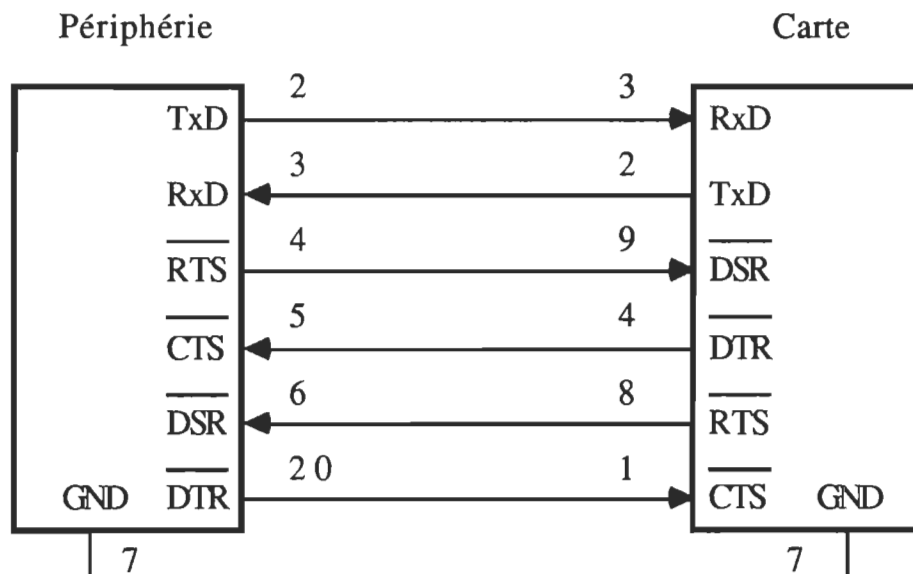 Périphérie Carte
2 3
TxD RxD
3 2
RxD TxD
4 9
RTS DSR
5 4
CTS DTR
6 8
DSR RTS
20 1
GND DTR CTS GND
7 7